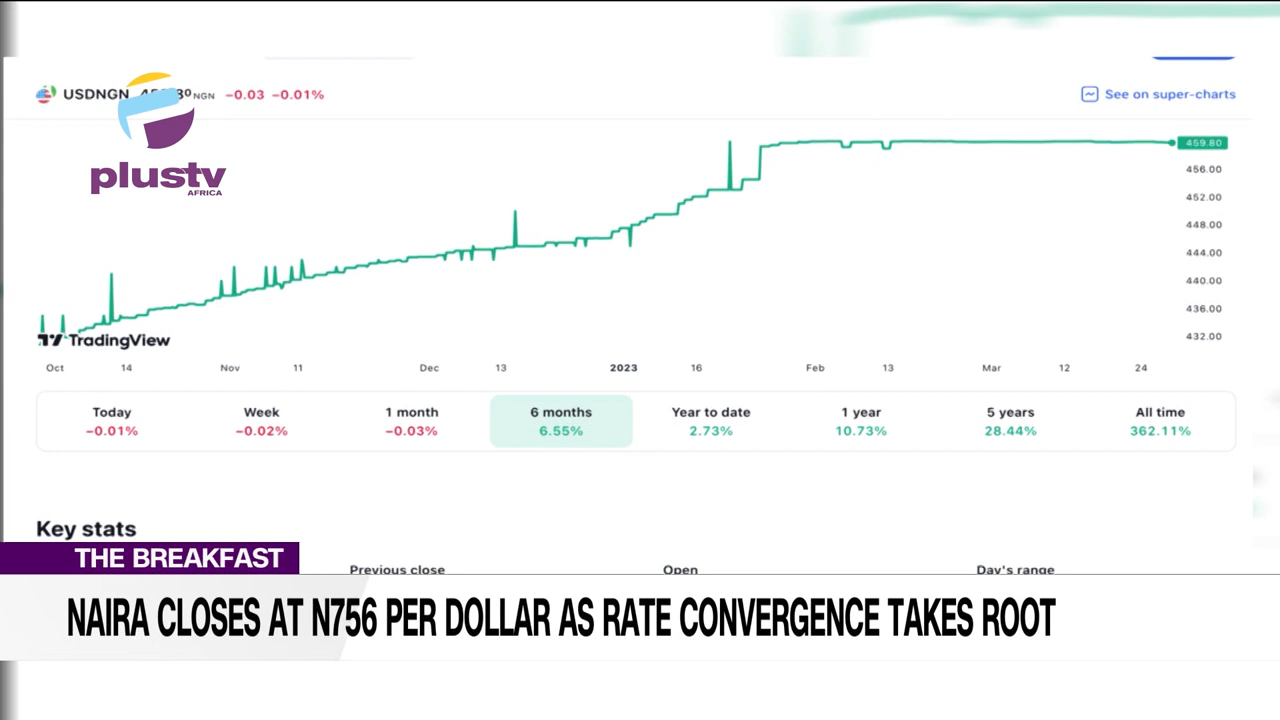 USDNGN NGN −0.03 −0.01%
See on super-charts
plustv
AFRICA
459.80
456.00
452.00
448.00
444.00
440.00
436.00
432.00
TradingView
Oct 14 Nov 11 Dec 13 2023 16 Feb 13 Mar 12 24
Today Week 1 month 6 months Year to date 1 year 5 years All time
−0.01% −0.02% −0.03% 6.55% 2.73% 10.73% 28.44% 362.11%
Key stats
THE BREAKFAST
Previous close Open Day's range
NAIRA CLOSES AT N756 PER DOLLAR AS RATE CONVERGENCE TAKES ROOT